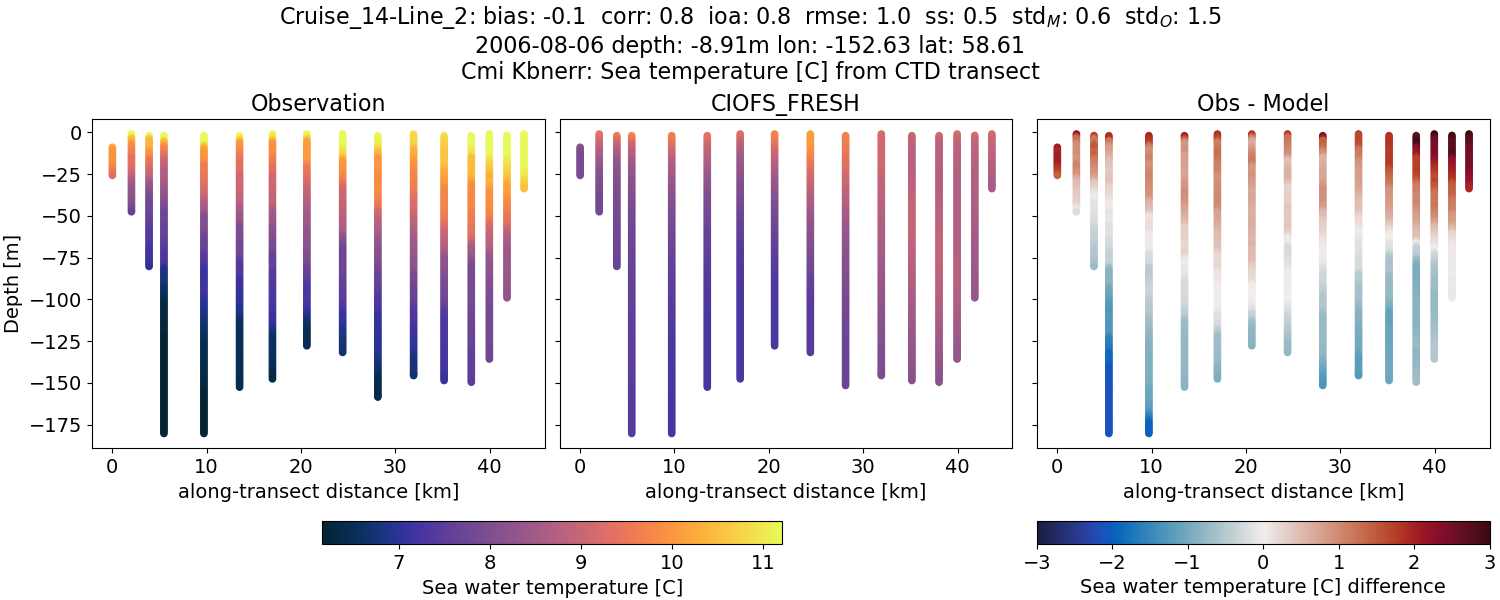 Cruise_14-Line_2: bias: -0.1  corr: 0.8  ioa: 0.8  rmse: 1.0  ss: 0.5  std_M: 0.6  std_O: 1.5
2006-08-06 depth: -8.91m lon: -152.63 lat: 58.61
Cmi Kbnerr: Sea temperature [C] from CTD transect
Observation
CIOFS_FRESH
Obs - Model
Depth [m]
0
−25
−50
−75
−100
−125
−150
−175
0 10 20 30 40
0 10 20 30 40
0 10 20 30 40
along-transect distance [km]
along-transect distance [km]
along-transect distance [km]
7 8 9 10 11
Sea water temperature [C]
−3 −2 −1 0 1 2 3
Sea water temperature [C] difference